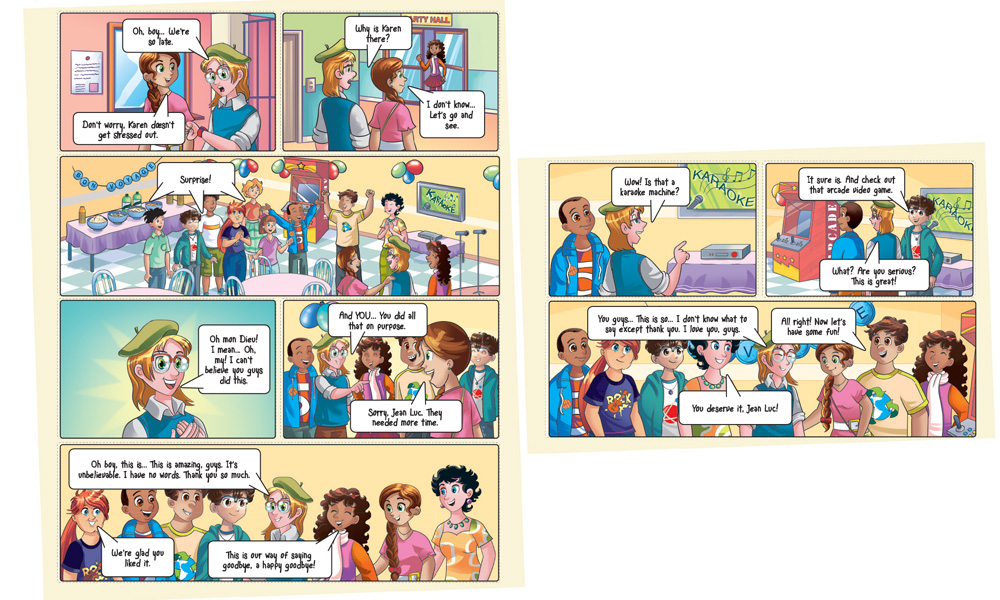 Oh, boy... We're
so late.
Don't worry, Karen doesn't
get stressed out.
Why is Karen
there?
PARTY HALL
I don't know...
Let's go and
see.
BON VOYAGE
Surprise!
KARAOKE
Oh mon Dieu!
I mean... Oh,
my! I can't
believe you guys
did this.
And YOU... You did all
that on purpose.
Sorry, Jean Luc. They
needed more time.
Oh boy, this is... This is amazing, guys. It's
unbelievable. I have no words. Thank you so much.
We're glad you
liked it.
This is our way of saying
goodbye, a happy goodbye!
Wow! Is that a
karaoke machine?
KARAOKE
It sure is. And check out
that arcade video game.
ARCADE
KARAOKE
What? Are you serious?
This is great!
You guys... This is so... I don't know what to
say except thank you. I love you, guys.
All right! Now let's
have some fun!
V
E
ROCK
You deserve it, Jean Luc!